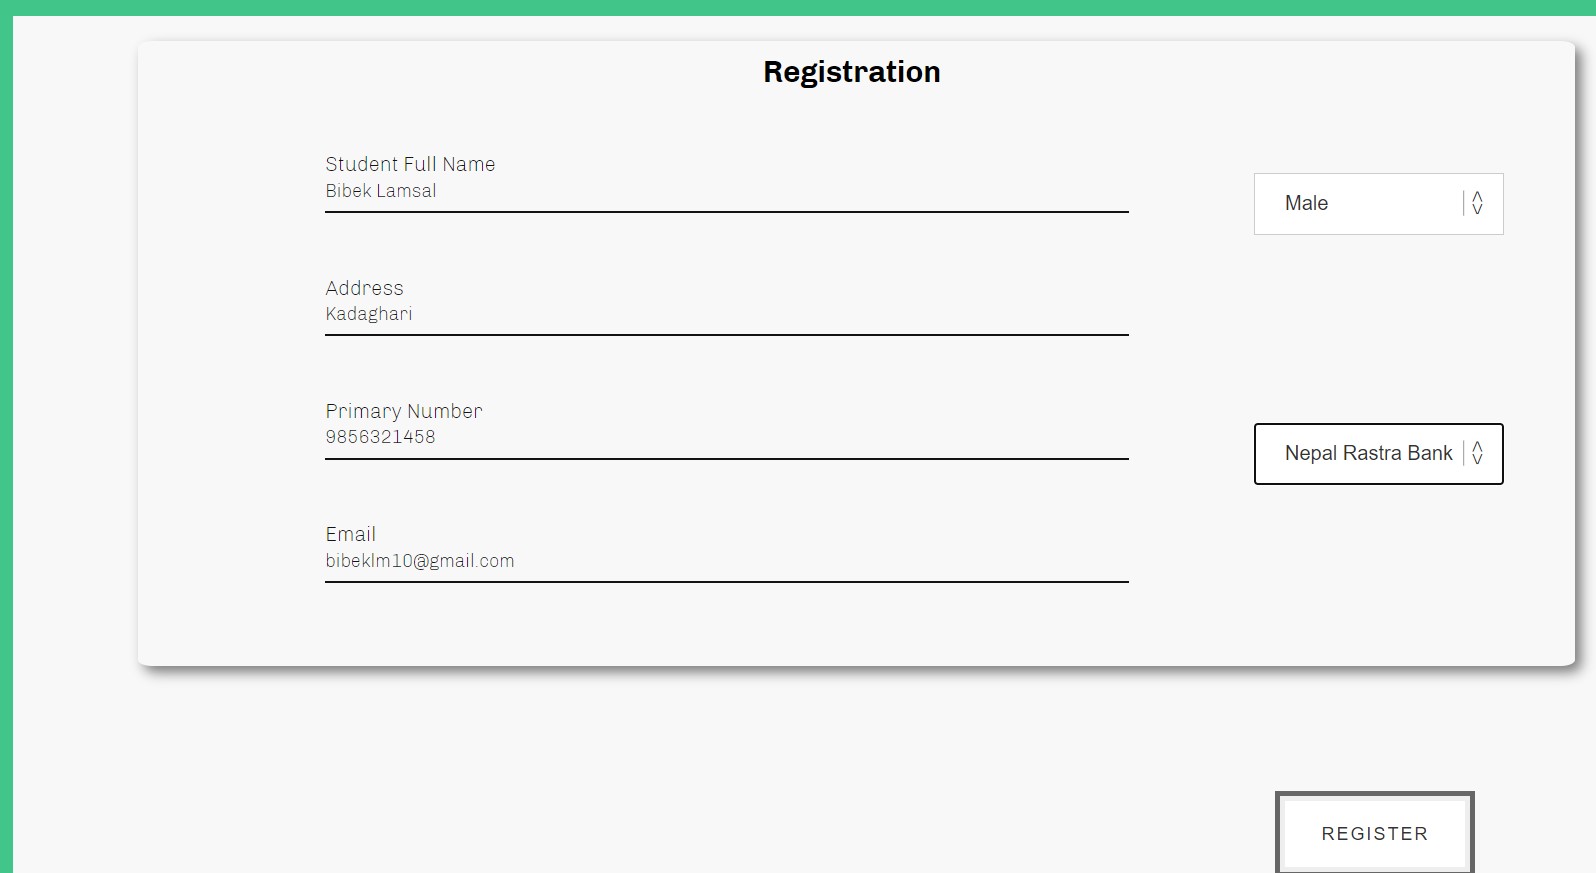 Registration
Student Full Name
Bibek Lamsal
Male
Address
Kadaghari
Primary Number
9856321458
Nepal Rastra Bank
Email
bibeklm10@gmail.com
REGISTER